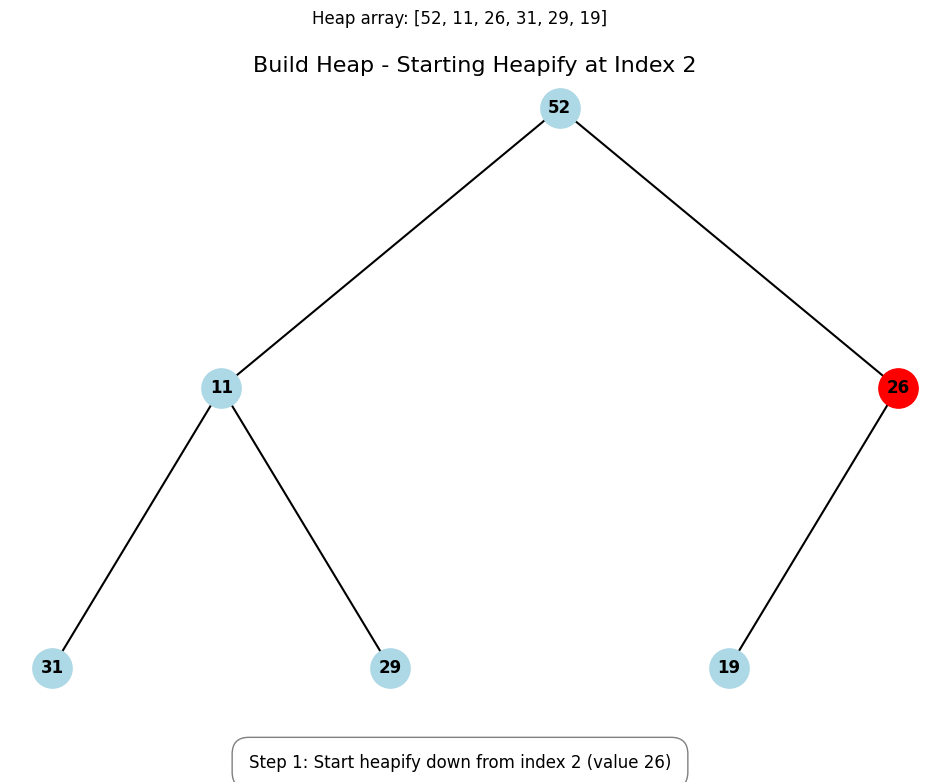 Heap array: [52, 11, 26, 31, 29, 19]
Build Heap - Starting Heapify at Index 2
52
11
26
31
29
19
Step 1: Start heapify down from index 2 (value 26)